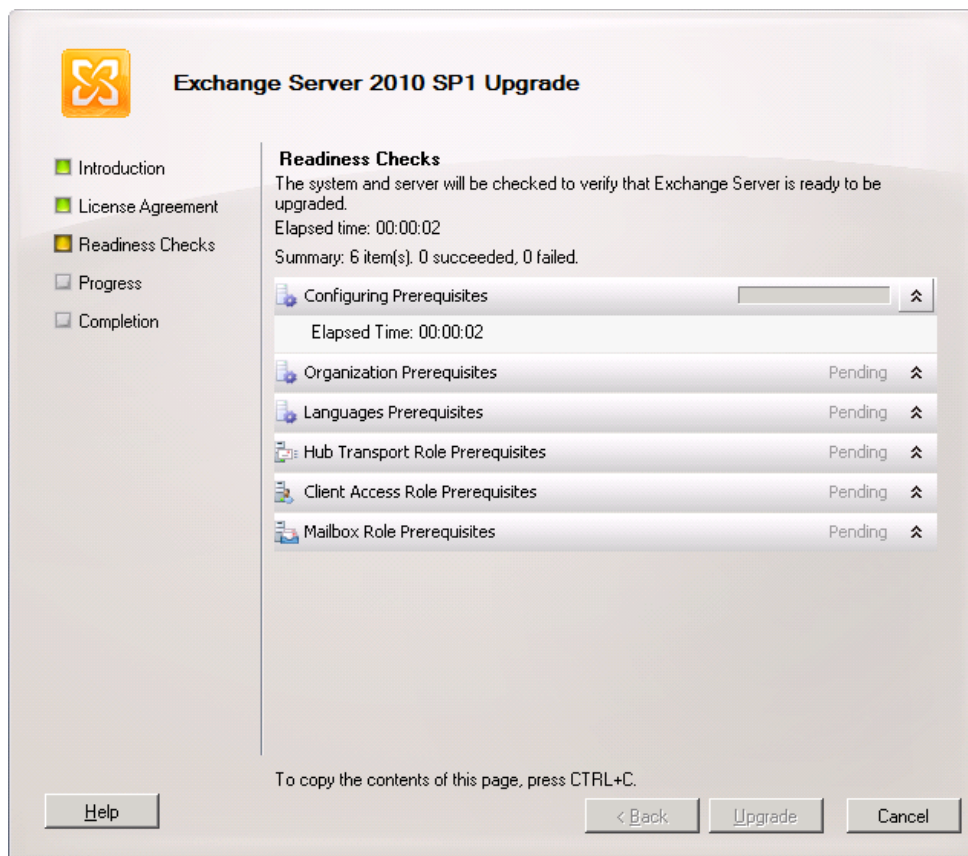 Exchange Server 2010 SP1 Upgrade
Introduction
License Agreement
Readiness Checks
Progress
Completion
Readiness Checks
The system and server will be checked to verify that Exchange Server is ready to be
upgraded.
Elapsed time: 00:00:02
Summary: 6 item(s). 0 succeeded, 0 failed.
Configuring Prerequisites
Elapsed Time: 00:00:02
Organization Prerequisites Pending
Languages Prerequisites Pending
Hub Transport Role Prerequisites Pending
Client Access Role Prerequisites Pending
Mailbox Role Prerequisites Pending
To copy the contents of this page, press CTRL+C.
Help < Back Upgrade Cancel